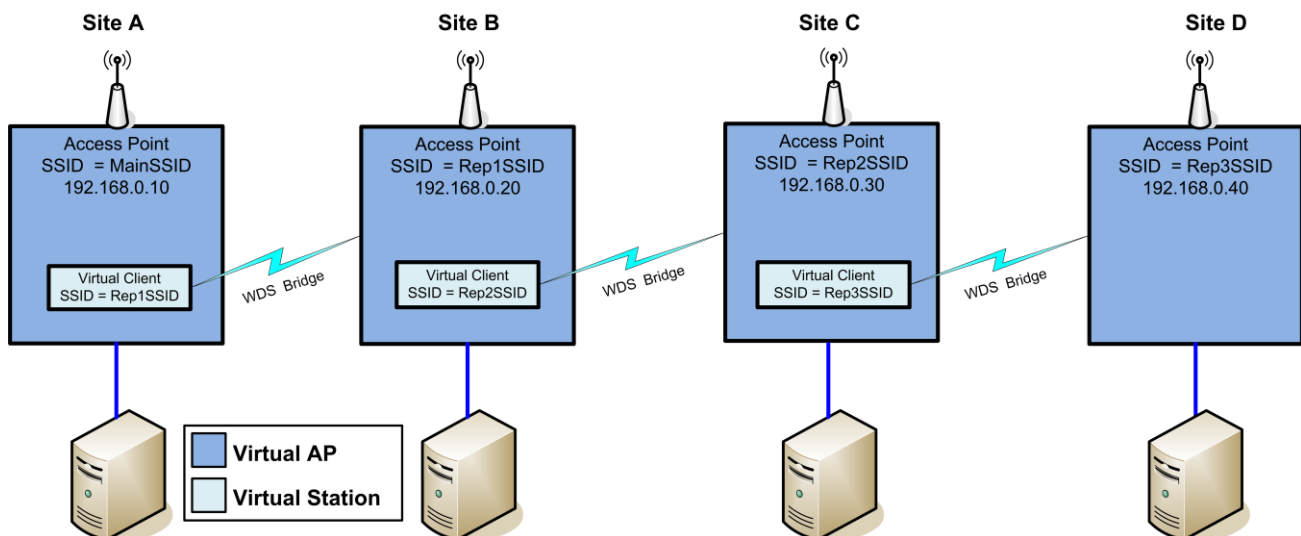 Site A
Site B
Site C
Site D
Access Point
SSID = MainSSID
192.168.0.10
Access Point
SSID = Rep1SSID
192.168.0.20
Access Point
SSID = Rep2SSID
192.168.0.30
Access Point
SSID = Rep3SSID
192.168.0.40
Virtual Client
SSID = Rep1SSID
WDS Bridge
Virtual Client
SSID = Rep2SSID
WDS Bridge
Virtual Client
SSID = Rep3SSID
WDS Bridge
Virtual AP
Virtual Station